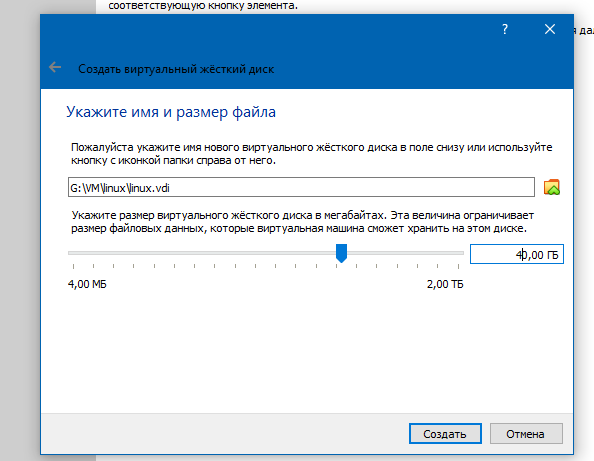 соответствующую кнопку элемента.
?
Создать виртуальный жёсткий диск
Укажите имя и размер файла
Пожалуйста укажите имя нового виртуального жёсткого диска в поле снизу или используйте
кнопку с иконкой папки справа от него.
G:\VM\linux\linux.vdi
Укажите размер виртуального жёсткого диска в мегабайтах. Эта величина ограничивает
размер файловых данных, которые виртуальная машина сможет хранить на этом диске.
40,00 ГБ
4,00 МБ 2,00 ТБ
Создать Отмена